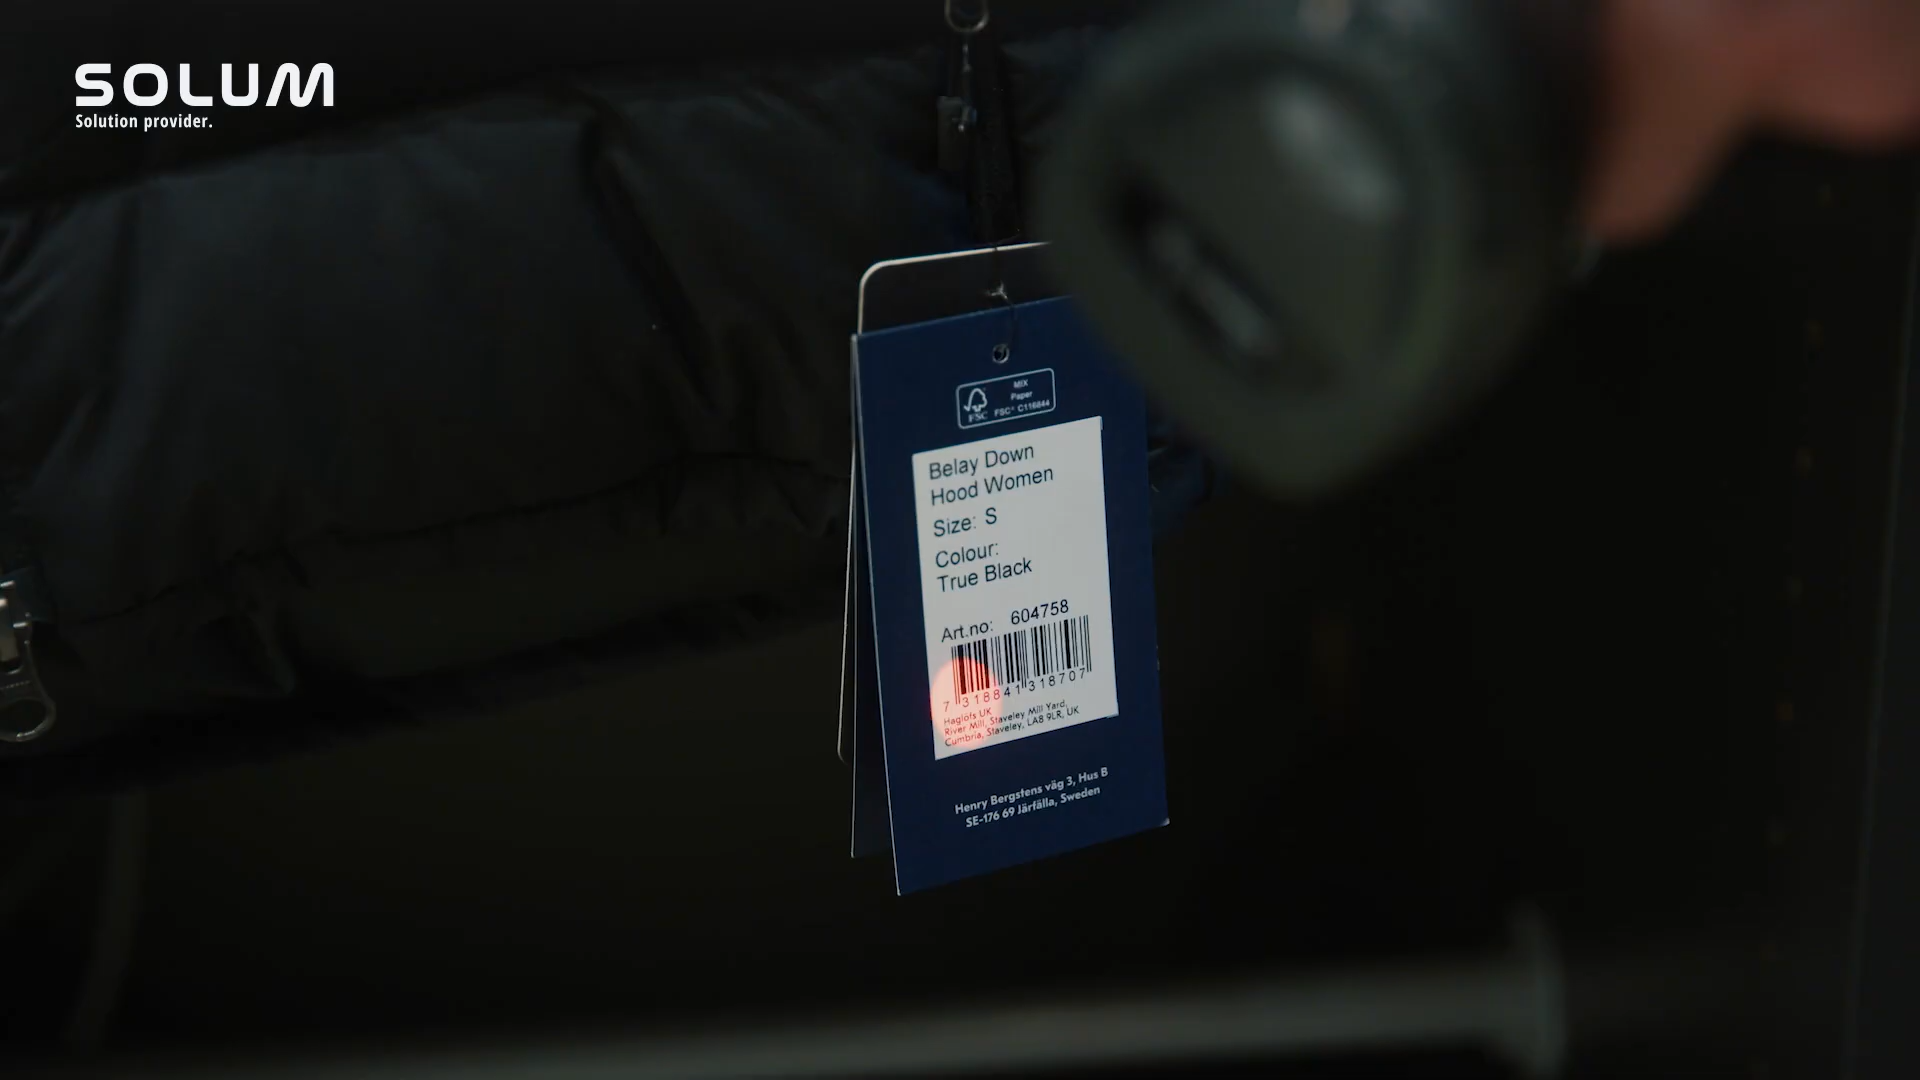 SOLUM
Solution provider.
MIX
Paper
FSC
FSC® C116844
Belay Down
Hood Women
Size: S
Colour:
True Black
Art.no: 604758
7 318841 318707
Haglöfs UK
River Mill, Staveley Mill Yard,
Cumbria, Staveley, LA8 9LR, UK
Henry Bergstens väg 3, Hus B
SE-176 69 Järfälla, Sweden